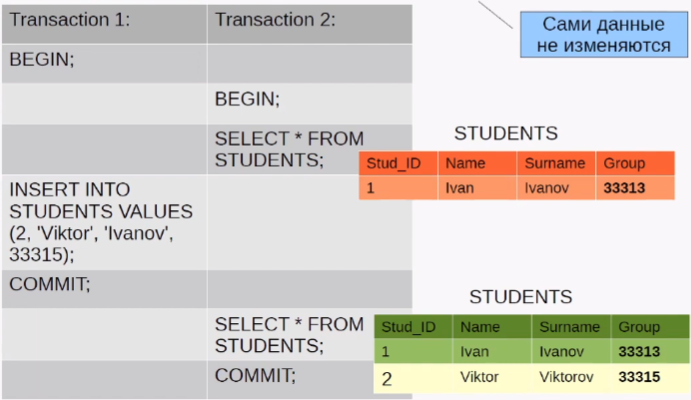 Transaction 1:
Transaction 2:
Сами данные
не изменяются
BEGIN;
BEGIN;
SELECT * FROM
STUDENTS;
STUDENTS
Stud_ID Name Surname Group
1 Ivan Ivanov 33313
INSERT INTO
STUDENTS VALUES
(2, 'Viktor', 'Ivanov',
33315);
COMMIT;
SELECT * FROM
STUDENTS;
STUDENTS
Stud_ID Name Surname Group
1 Ivan Ivanov 33313
2 Viktor Viktorov 33315
COMMIT;